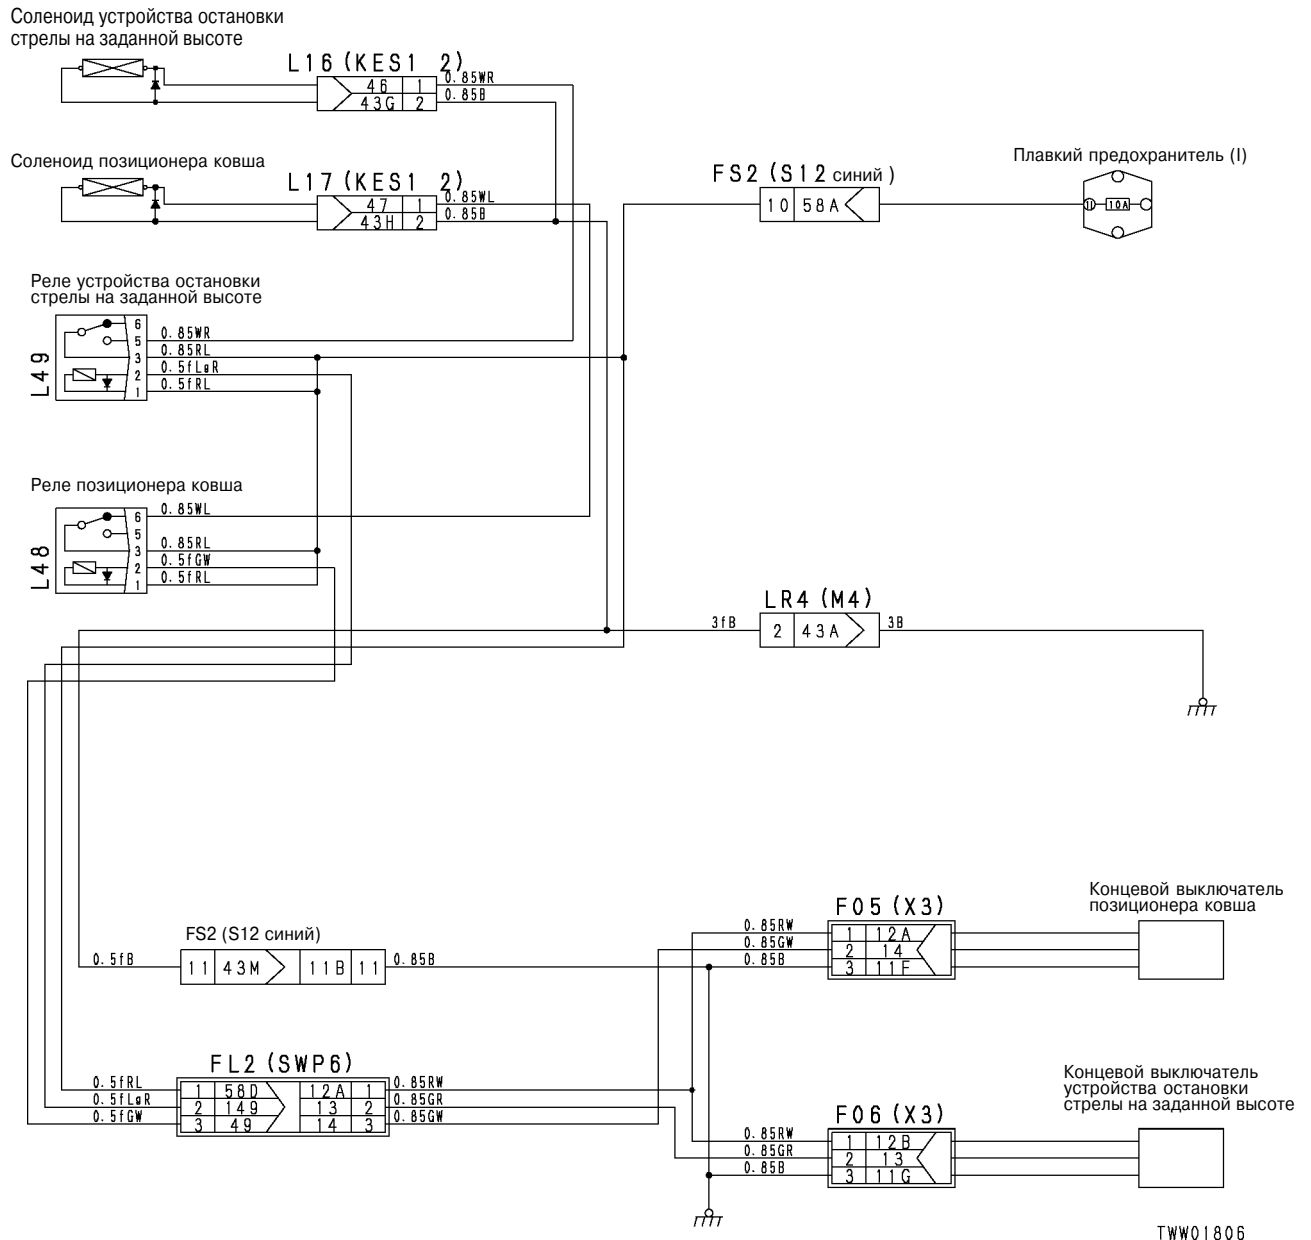 Соленоид устройства остановки
стрелы на заданной высоте
L16 (KES1 2)
46 1 0.85WR
43G 2 0.85B
Соленоид позиционера ковша
L17 (KES1 2)
47 1 0.85WL
43H 2 0.85B
FS2 (S12 синий )
10 58A
Плавкий предохранитель (I)
10A
Реле устройства остановки
стрелы на заданной высоте
L49
6
5 0.85WR
3 0.85RL
2 0.5fLgR
1 0.5fRL
Реле позиционера ковша
L48
6 0.85WL
5
3 0.85RL
2 0.5fGW
1 0.5fRL
LR4 (M4)
3fB 2 43A 3B
FS2 (S12 синий)
0.5fB 11 43M 11B 11 0.85B
F05 (X3)
0.85RW 1 12A
0.85GW 2 14
0.85B 3 11F
Концевой выключатель
позиционера ковша
FL2 (SWP6)
0.5fRL 1 58D 12A 1 0.85RW
0.5fLgR 2 149 13 2 0.85GR
0.5fGW 3 49 14 3 0.85GW
F06 (X3)
0.85RW 1 12B
0.85GR 2 13
0.85B 3 11G
Концевой выключатель
устройства остановки
стрелы на заданной высоте
TWW01806